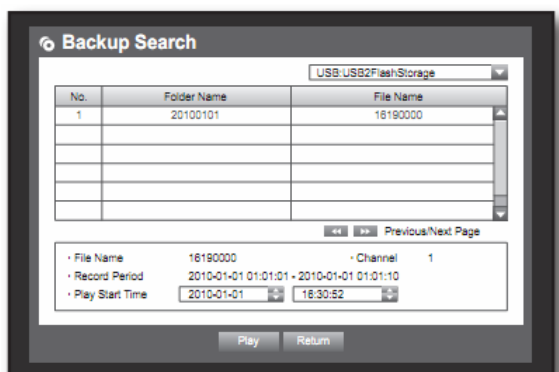 Backup Search
USB:USB2FlashStorage
No. Folder Name File Name
1 20100101 16190000
Previous/Next Page
· File Name 16190000 · Channel 1
· Record Period 2010-01-01 01:01:01 - 2010-01-01 01:01:10
· Play Start Time 2010-01-01 16:30:52
Play Return